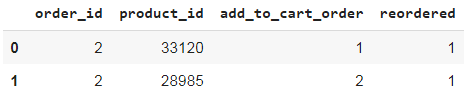 order_id product_id add_to_cart_order reordered
0 2 33120 1 1
1 2 28985 2 1